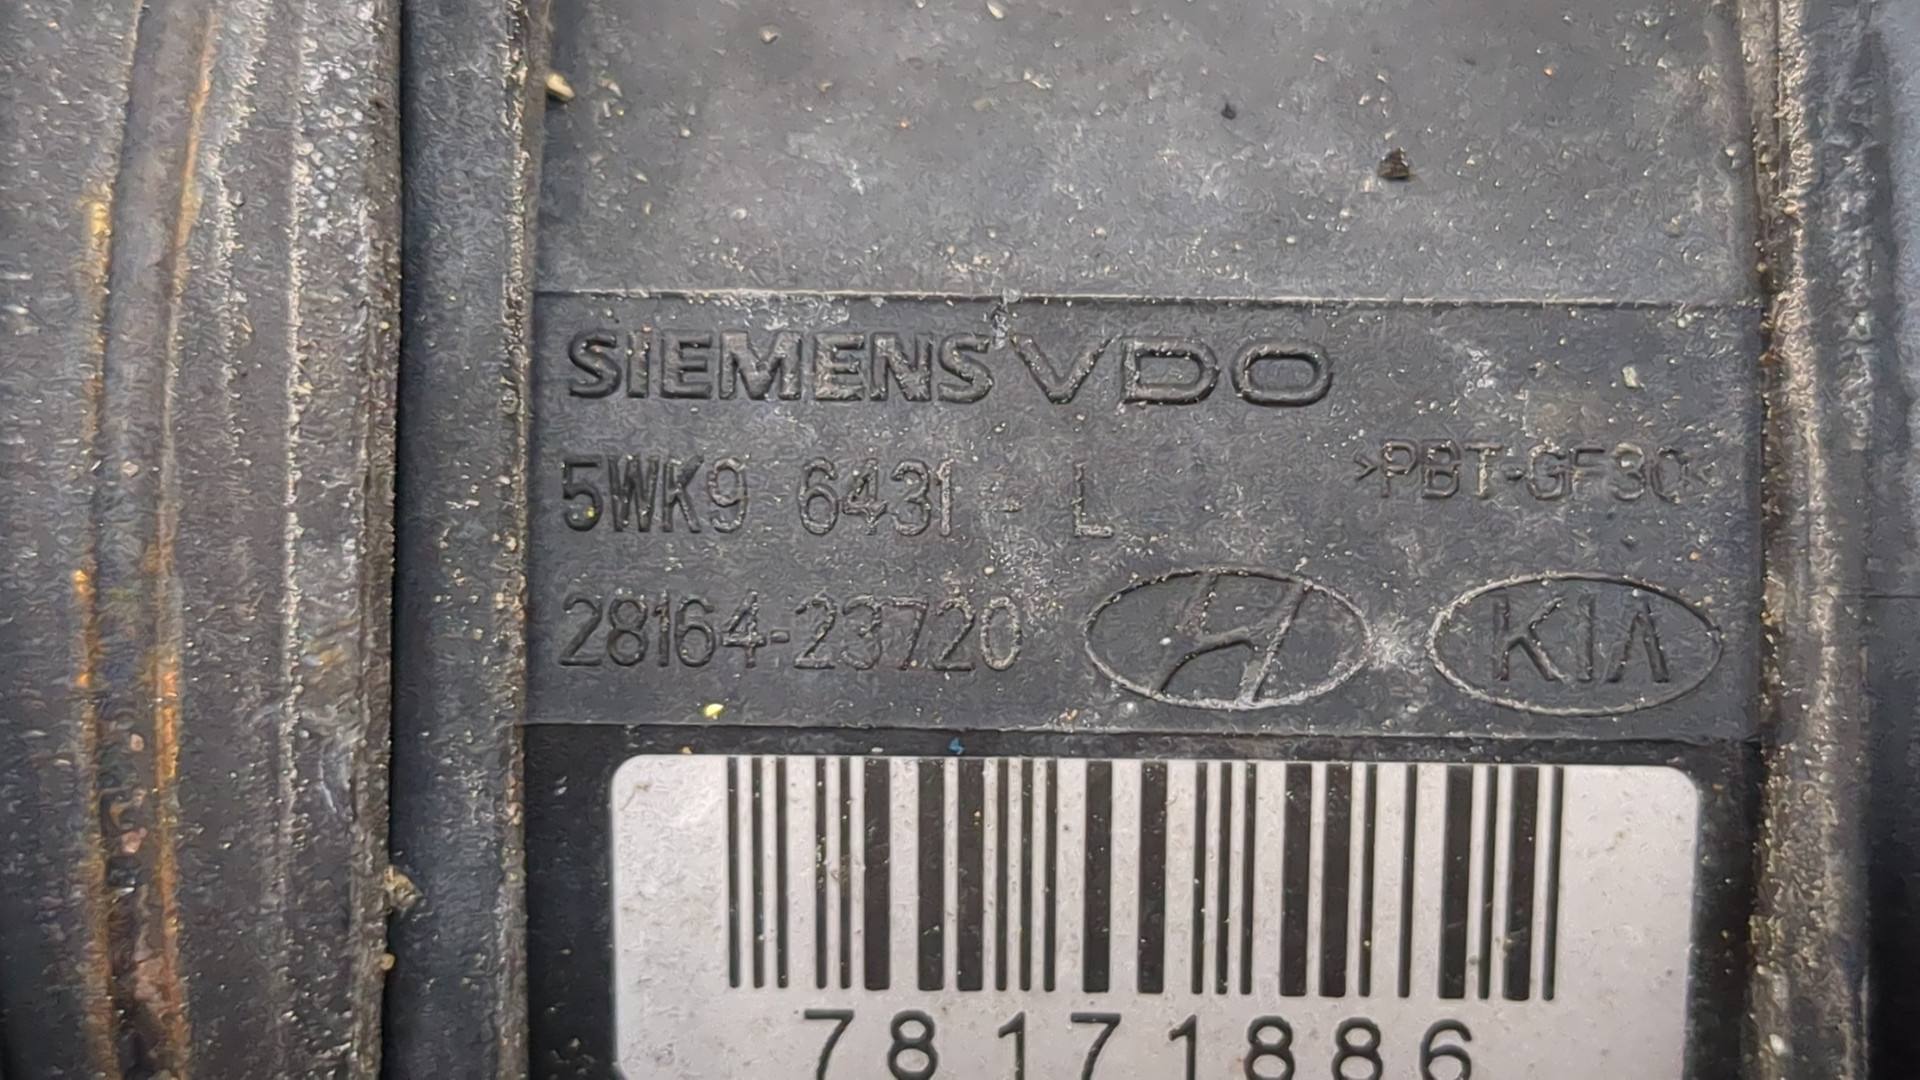 SIEMENS VDO
5WK9 6431 - L >PBT-GF30<
28164-23720 KIA
78171886